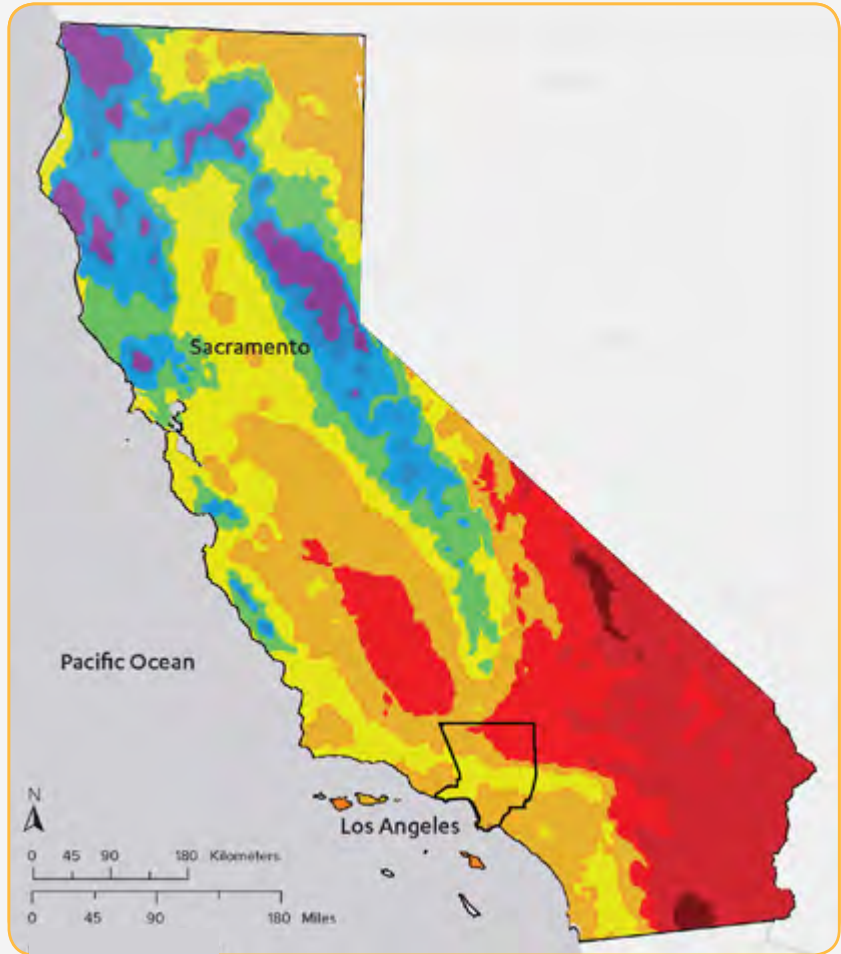 Sacramento
Pacific Ocean
Los Angeles
N
0 45 90 180 Kilometers
0 45 90 180 Miles